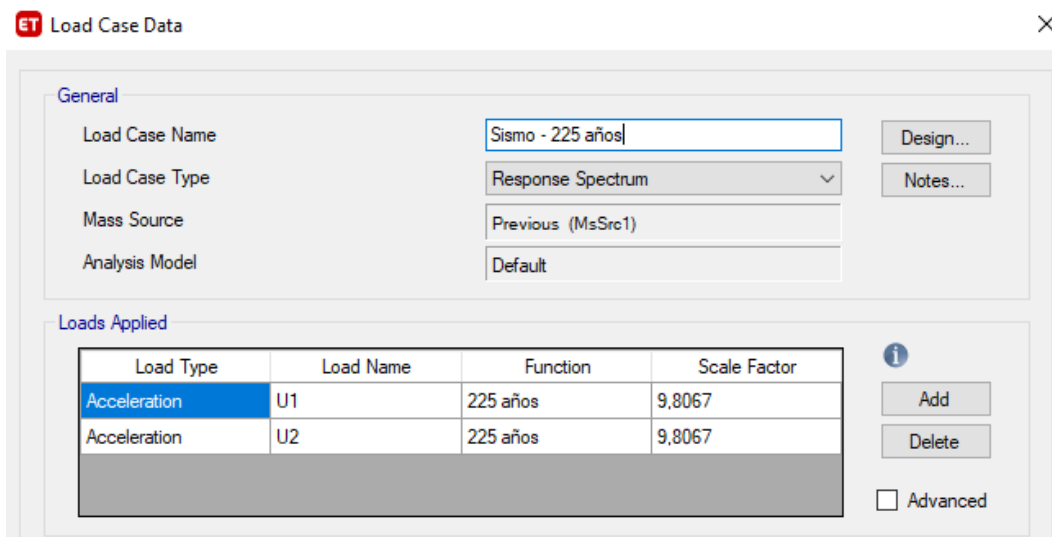 ET Load Case Data
General
Load Case Name Sismo - 225 años Design...
Load Case Type Response Spectrum Notes...
Mass Source Previous (MsSrc1)
Analysis Model Default
Loads Applied
Load Type Load Name Function Scale Factor
Acceleration U1 225 años 9,8067 Add
Acceleration U2 225 años 9,8067 Delete
Advanced